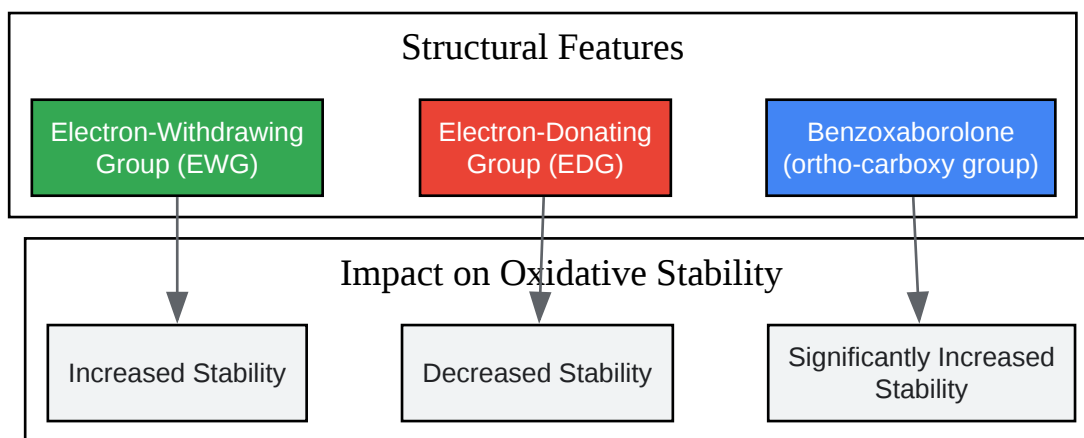 Structural Features
Electron-Withdrawing
Group (EWG)
Electron-Donating
Group (EDG)
Benzoxaborolone
(ortho-carboxy group)
Impact on Oxidative Stability
Increased Stability
Decreased Stability
Significantly Increased
Stability